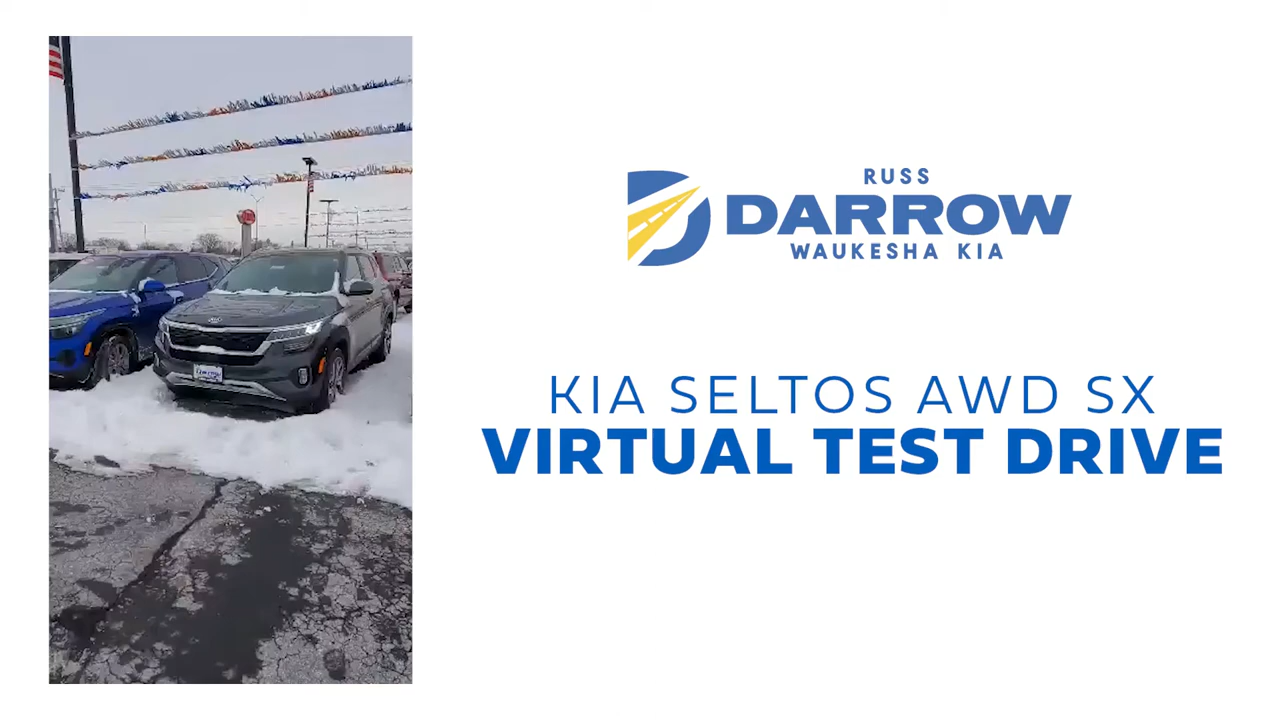 RUSS
DARROW
WAUKESHA KIA
KIA SELTOS AWD SX
VIRTUAL TEST DRIVE